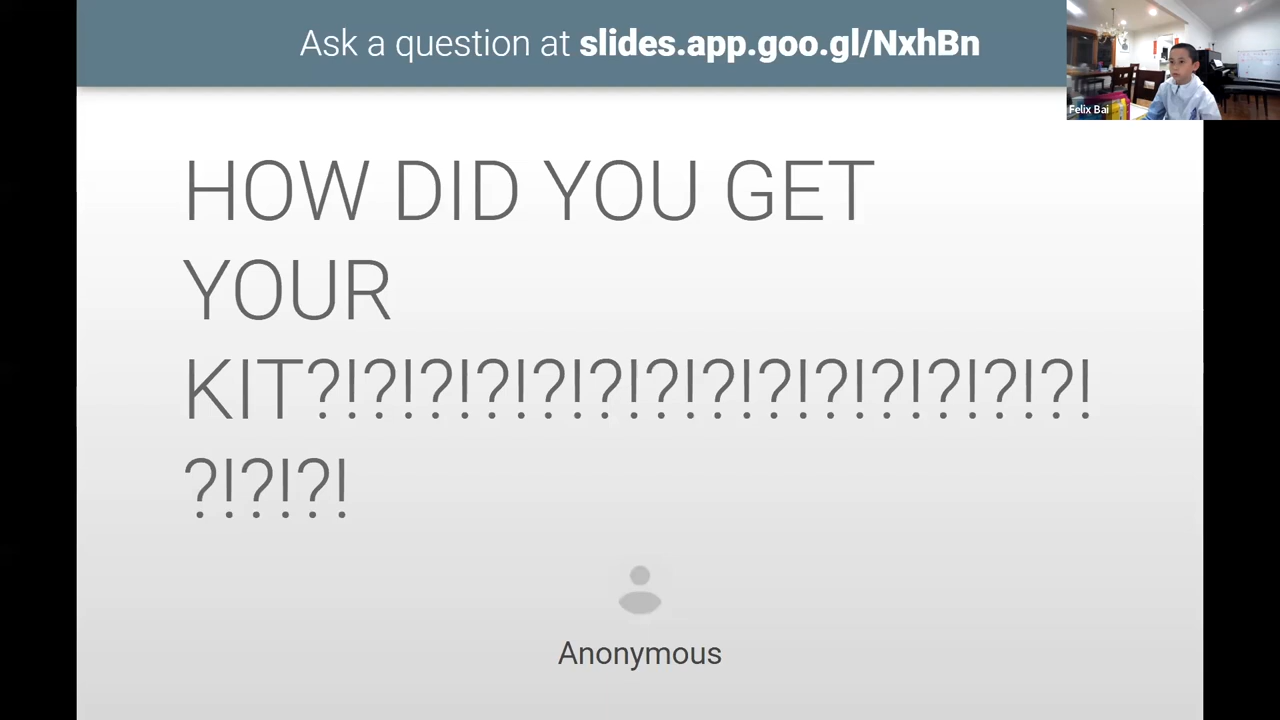 Ask a question at slides.app.goo.gl/NxhBn
Felix Bai
HOW DID YOU GET
YOUR
KIT?!?!?!?!?!?!?!?!?!?!?!?!?!?!
?!?!?!
Anonymous